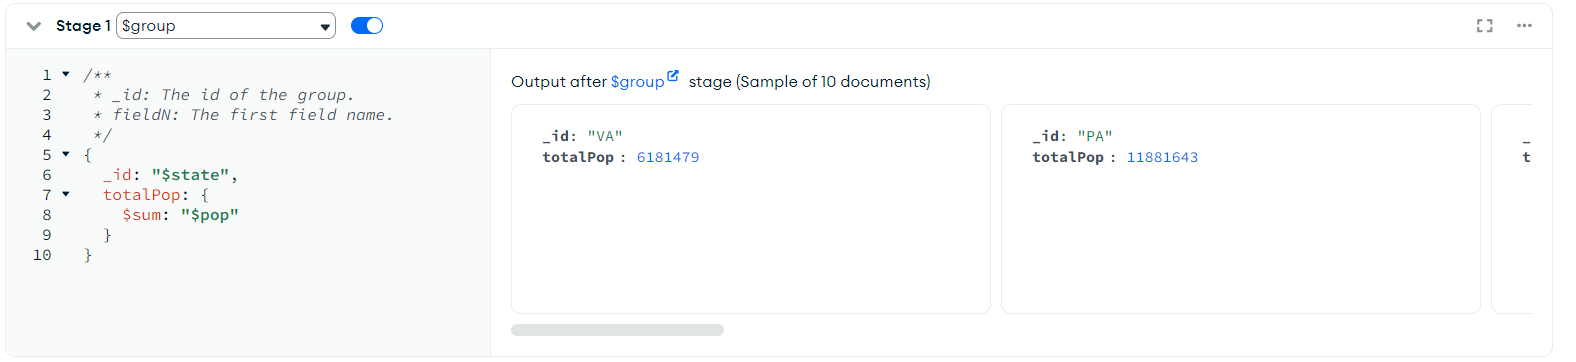 Stage 1 $group
1 /**
2 * _id: The id of the group.
3 * fieldN: The first field name.
4 */
5 {
6 _id: "$state",
7 totalPop: {
8 $sum: "$pop"
9 }
10 }
Output after $group stage (Sample of 10 documents)
_id: "VA"
totalPop : 6181479
_id: "PA"
totalPop : 11881643